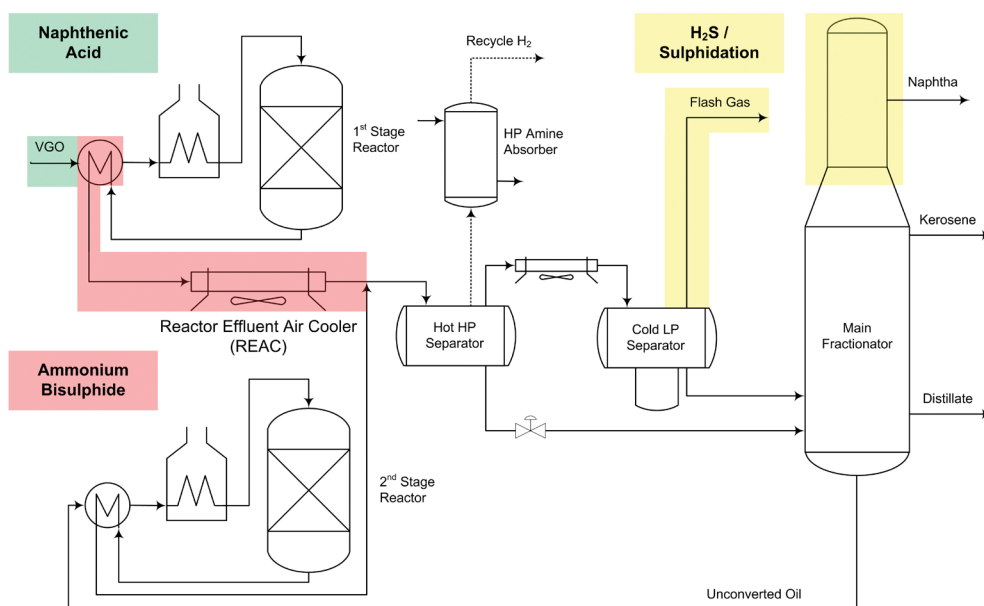 Naphthenic
Acid
H₂S /
Sulphidation
Recycle H₂
Naphtha
Flash Gas
VGO
1st Stage
Reactor
HP Amine
Absorber
Kerosene
Reactor Effluent Air Cooler
(REAC)
Hot HP
Separator
Cold LP
Separator
Main
Fractionator
Ammonium
Bisulphide
Distillate
2nd Stage
Reactor
Unconverted Oil